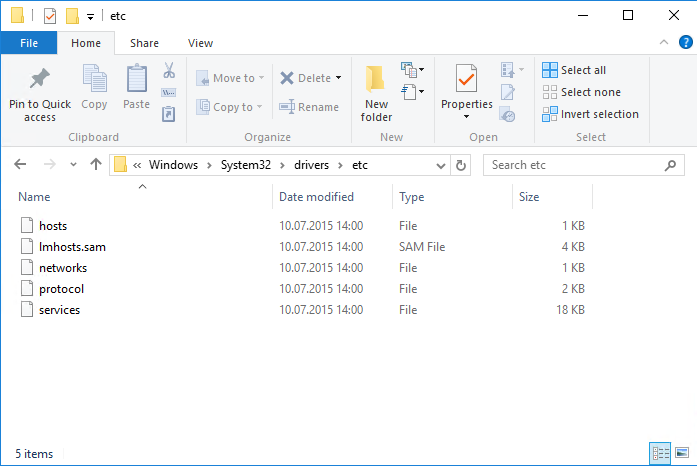 etc
File Home Share View
Pin to Quick access
Copy
Paste
Clipboard
Move to
Copy to
Delete
Rename
Organize
New folder
New
Properties
Open
Select all
Select none
Invert selection
Select
« Windows System32 drivers etc
Search etc
Name Date modified Type Size
hosts 10.07.2015 14:00 File 1 KB
lmhosts.sam 10.07.2015 14:00 SAM File 4 KB
networks 10.07.2015 14:00 File 1 KB
protocol 10.07.2015 14:00 File 2 KB
services 10.07.2015 14:00 File 18 KB
5 items